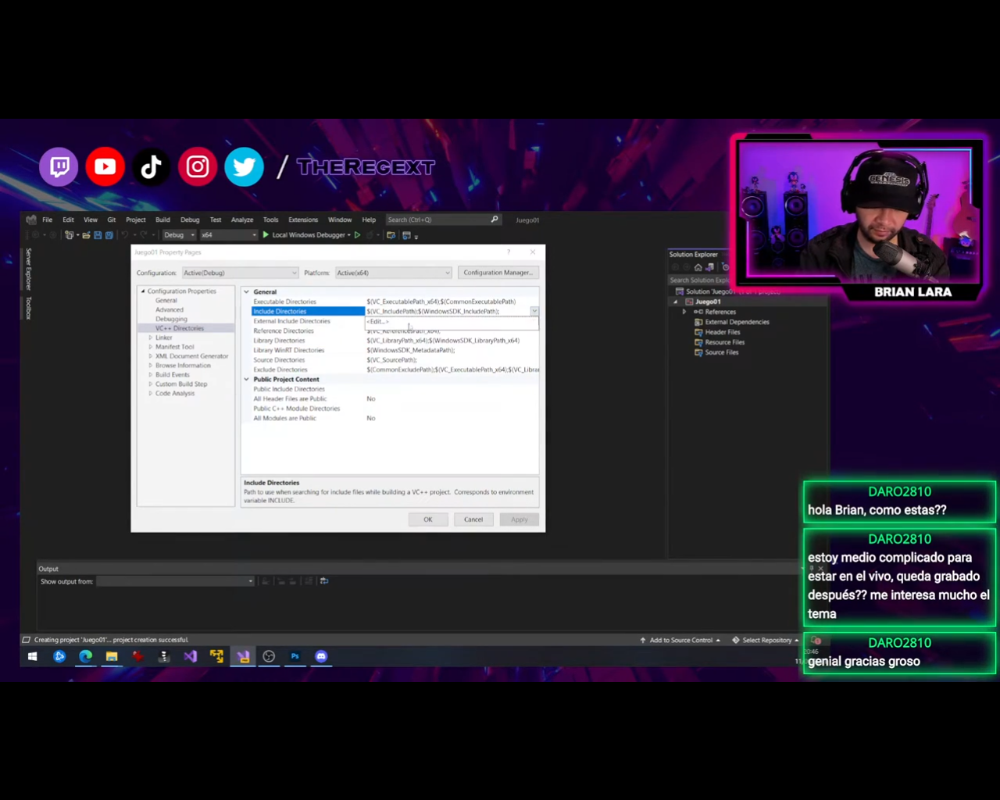 / TheRegext
GENESIS
BRIAN LARA
File Edit View Git Project Build Debug Test Analyze Tools Extensions Window Help Search (Ctrl+Q) Juego01
Debug x64 Local Windows Debugger
Server Explorer
Toolbox
Juego01 Property Pages ? ×
Configuration: Active(Debug) Platform: Active(x64) Configuration Manager...
Configuration Properties
General
Advanced
Debugging
VC++ Directories
Linker
Manifest Tool
XML Document Generator
Browse Information
Build Events
Custom Build Step
Code Analysis
General
Executable Directories $(VC_ExecutablePath_x64);$(CommonExecutablePath)
Include Directories $(VC_IncludePath);$(WindowsSDK_IncludePath);
External Include Directories <Edit...>
Reference Directories $(VC_ReferencesPath_x64);
Library Directories $(VC_LibraryPath_x64);$(WindowsSDK_LibraryPath_x64)
Library WinRT Directories $(WindowsSDK_MetadataPath);
Source Directories $(VC_SourcePath);
Exclude Directories $(CommonExcludePath);$(VC_ExecutablePath_x64);$(VC_Librar
Public Project Content
Public Include Directories
All Header Files are Public No
Public C++ Module Directories
All Modules are Public No
Include Directories
Path to use when searching for include files while building a VC++ project. Corresponds to environment
variable INCLUDE.
OK Cancel Apply
Solution Explorer
Search Solution Explo
Solution 'Juego01'
Juego01
References
External Dependencies
Header Files
Resource Files
Source Files
Output
Show output from:
Creating project 'Juego01'... project creation successful.
Add to Source Control Select Repository
Ps
20:46
DARO2810
hola Brian, como estas??
DARO2810
estoy medio complicado para
estar en el vivo, queda grabado
después?? me interesa mucho el
tema
DARO2810
genial gracias groso